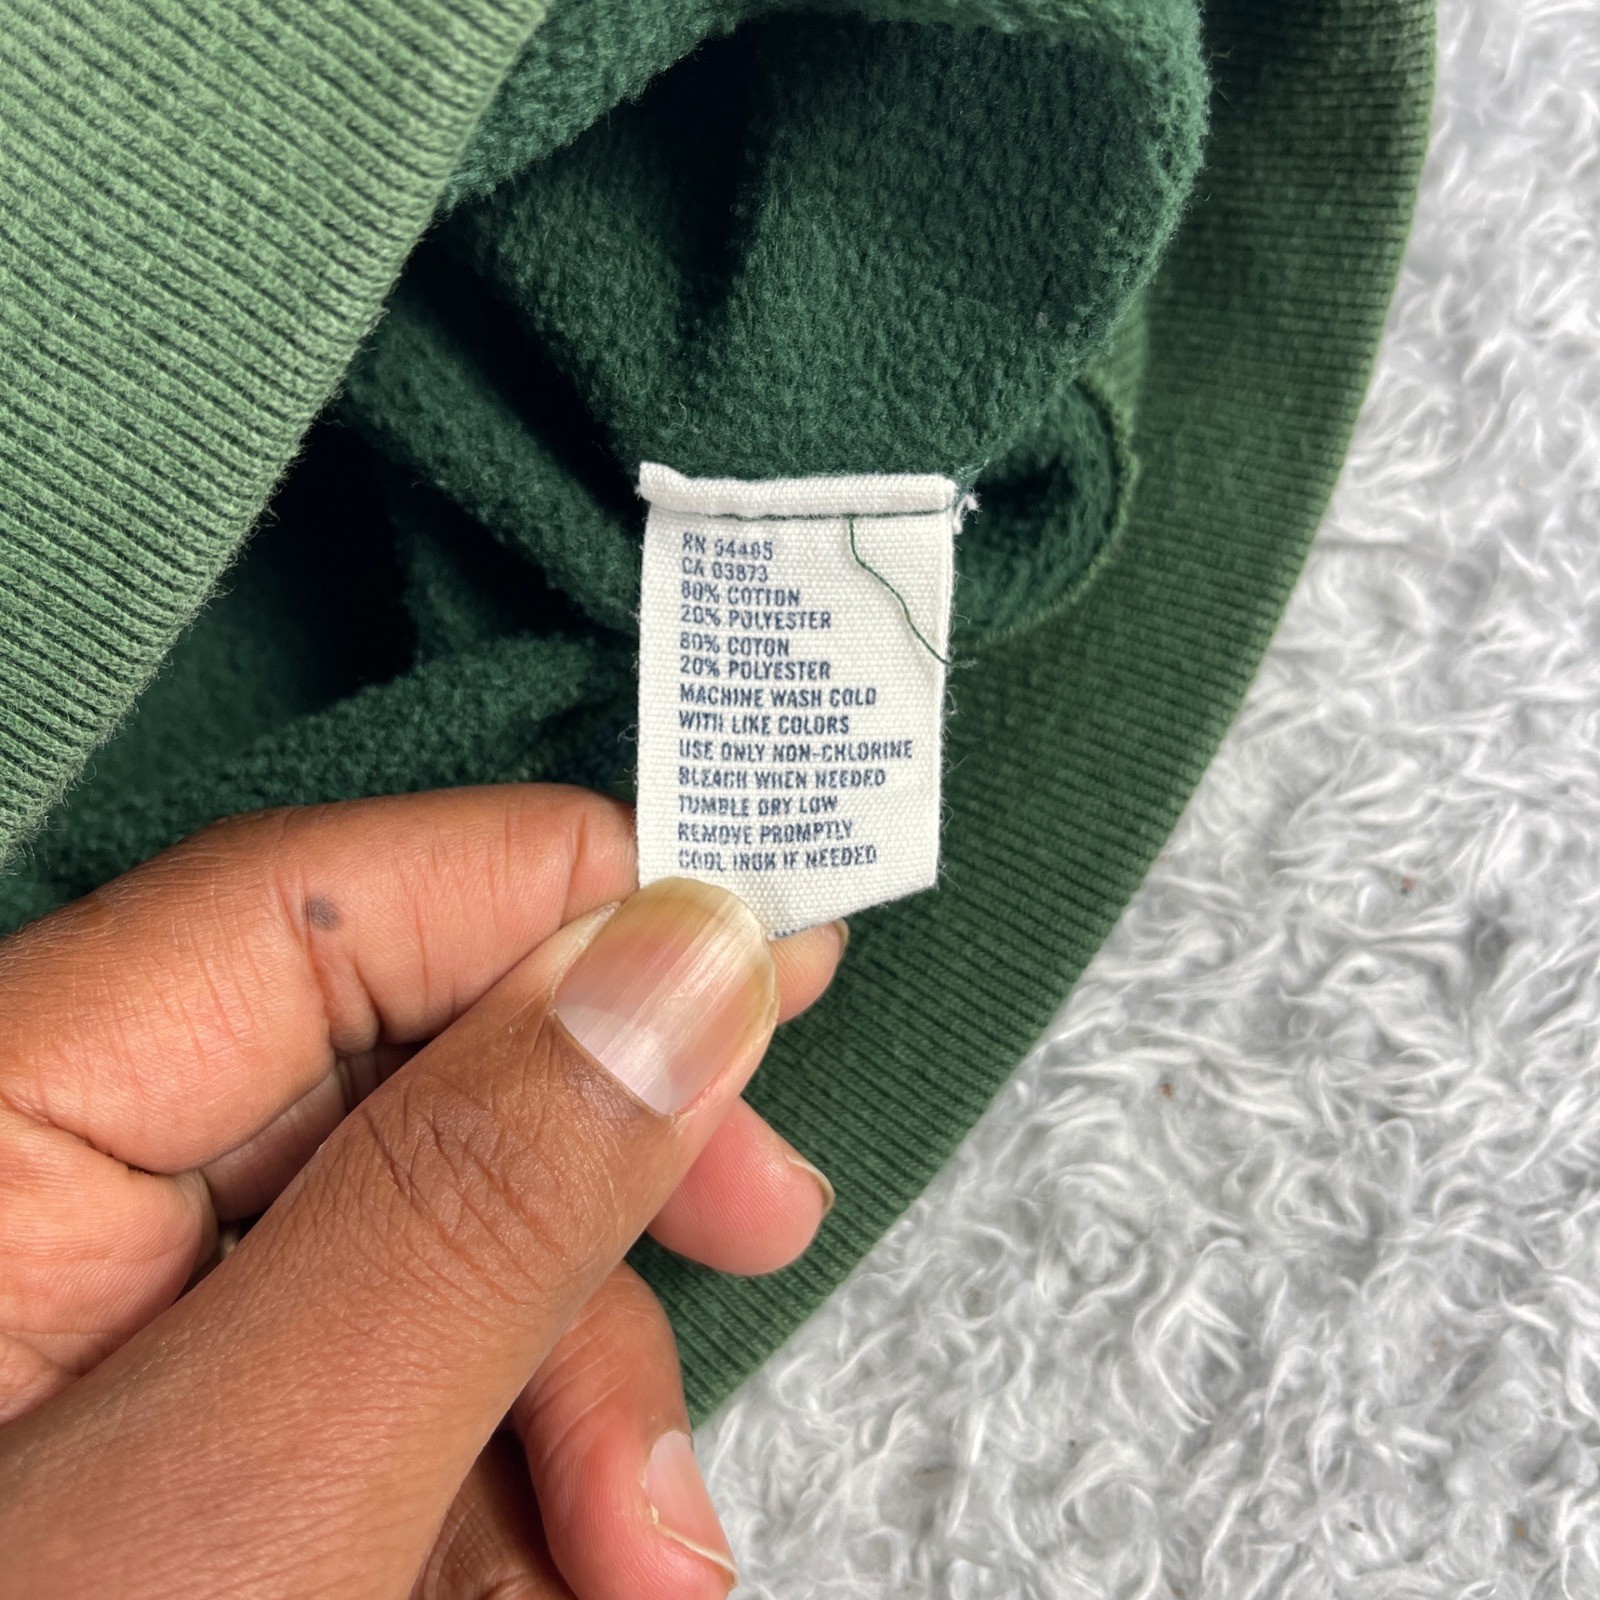 RN 54485
CA 03873
80% COTTON
20% POLYESTER
80% COTON
20% POLYESTER
MACHINE WASH COLD
WITH LIKE COLORS
USE ONLY NON-CHLORINE
BLEACH WHEN NEEDED
TUMBLE DRY LOW
REMOVE PROMPTLY
COOL IRON IF NEEDED